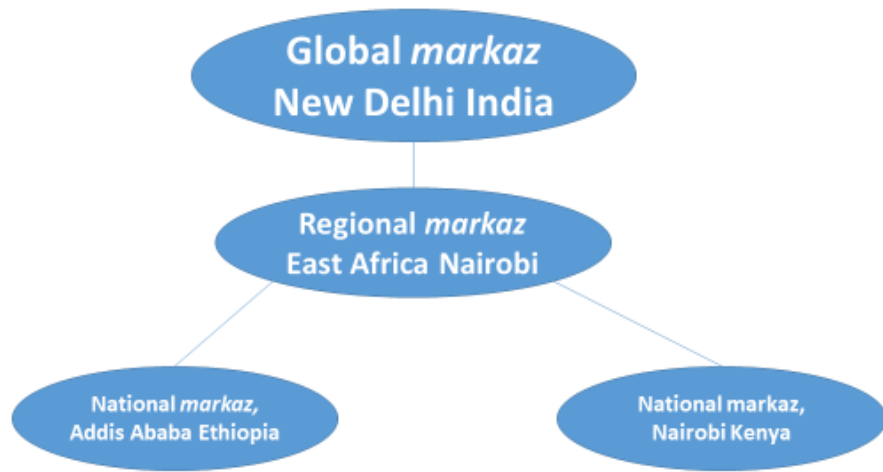 Global markaz
New Delhi India
Regional markaz
East Africa Nairobi
National markaz,
Addis Ababa Ethiopia
National markaz,
Nairobi Kenya